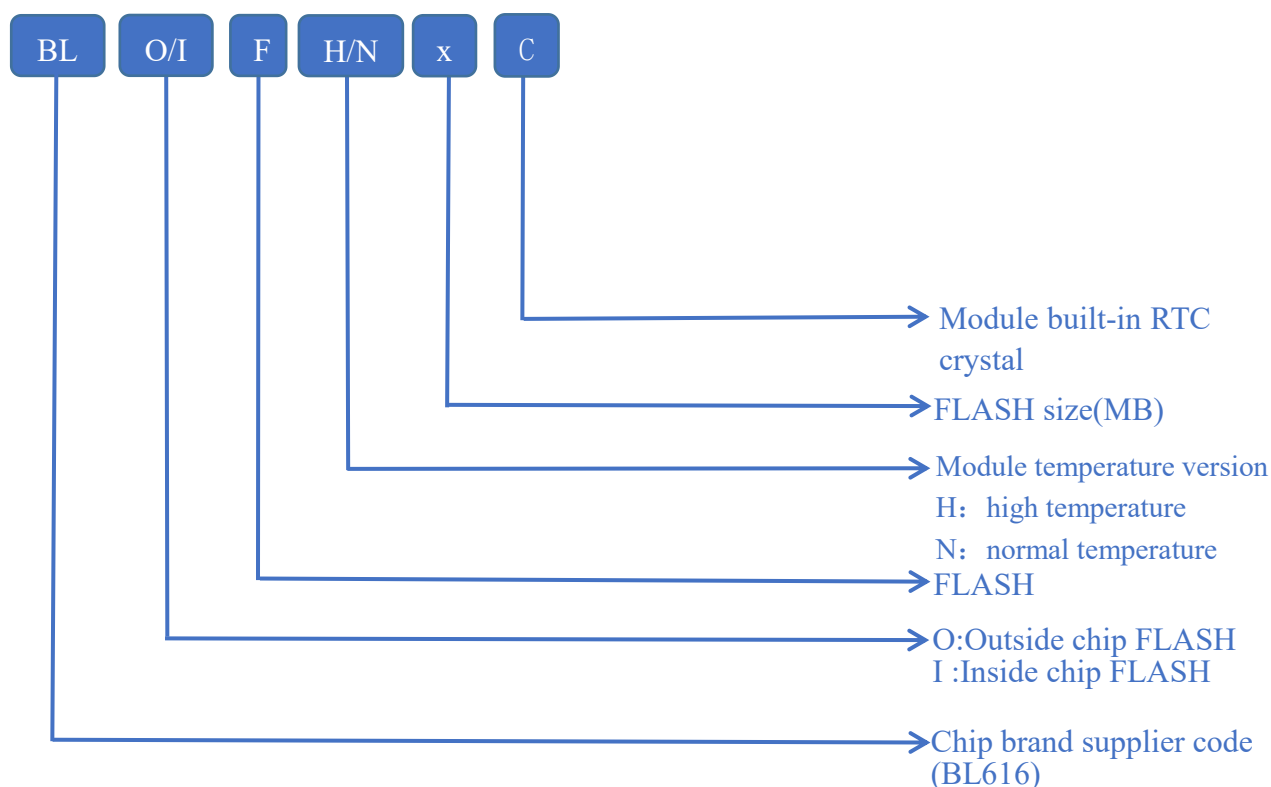 BL O/I F H/N x C
Module built-in RTC
crystal
FLASH size(MB)
Module temperature version
H： high temperature
N： normal temperature
FLASH
O:Outside chip FLASH
I :Inside chip FLASH
Chip brand supplier code
(BL616)